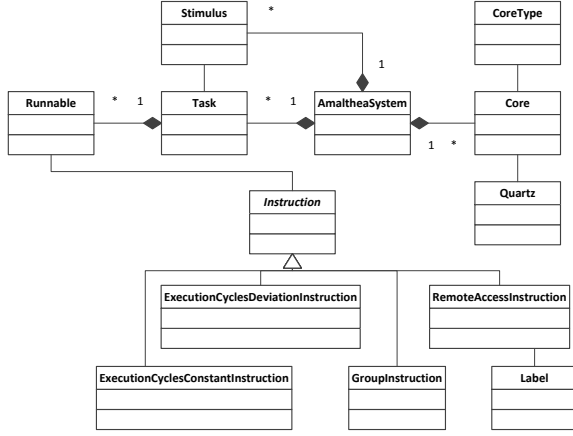 Stimulus
*
CoreType
1
Runnable
*
1
Task
*
1
AmaltheaSystem
Core
1
*
Instruction
Quartz
ExecutionCyclesDeviationInstruction
RemoteAccessInstruction
ExecutionCyclesConstantInstruction
GroupInstruction
Label